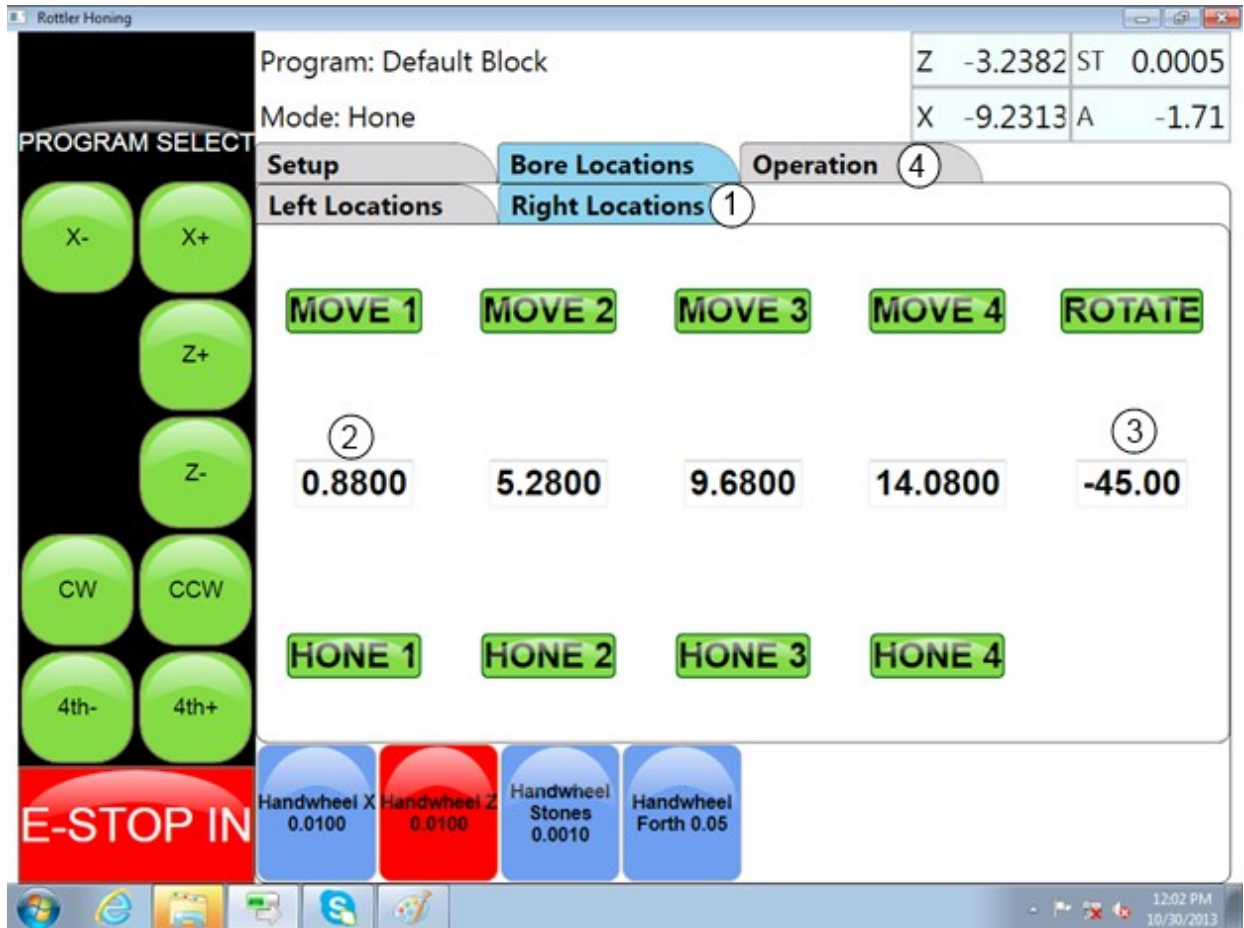 Rottler Honing
Program: Default Block
Z -3.2382 ST 0.0005
Mode: Hone
X -9.2313 A -1.71
PROGRAM SELECT
Setup Bore Locations Operation 4
Left Locations Right Locations 1
X- X+
MOVE 1 MOVE 2 MOVE 3 MOVE 4 ROTATE
Z+
2 3
0.8800 5.2800 9.6800 14.0800 -45.00
Z-
CW CCW
HONE 1 HONE 2 HONE 3 HONE 4
4th- 4th+
E-STOP IN
Handwheel X
0.0100
Handwheel Z
0.0100
Handwheel
Stones
0.0010
Handwheel
Forth 0.05
12:02 PM
10/30/2013